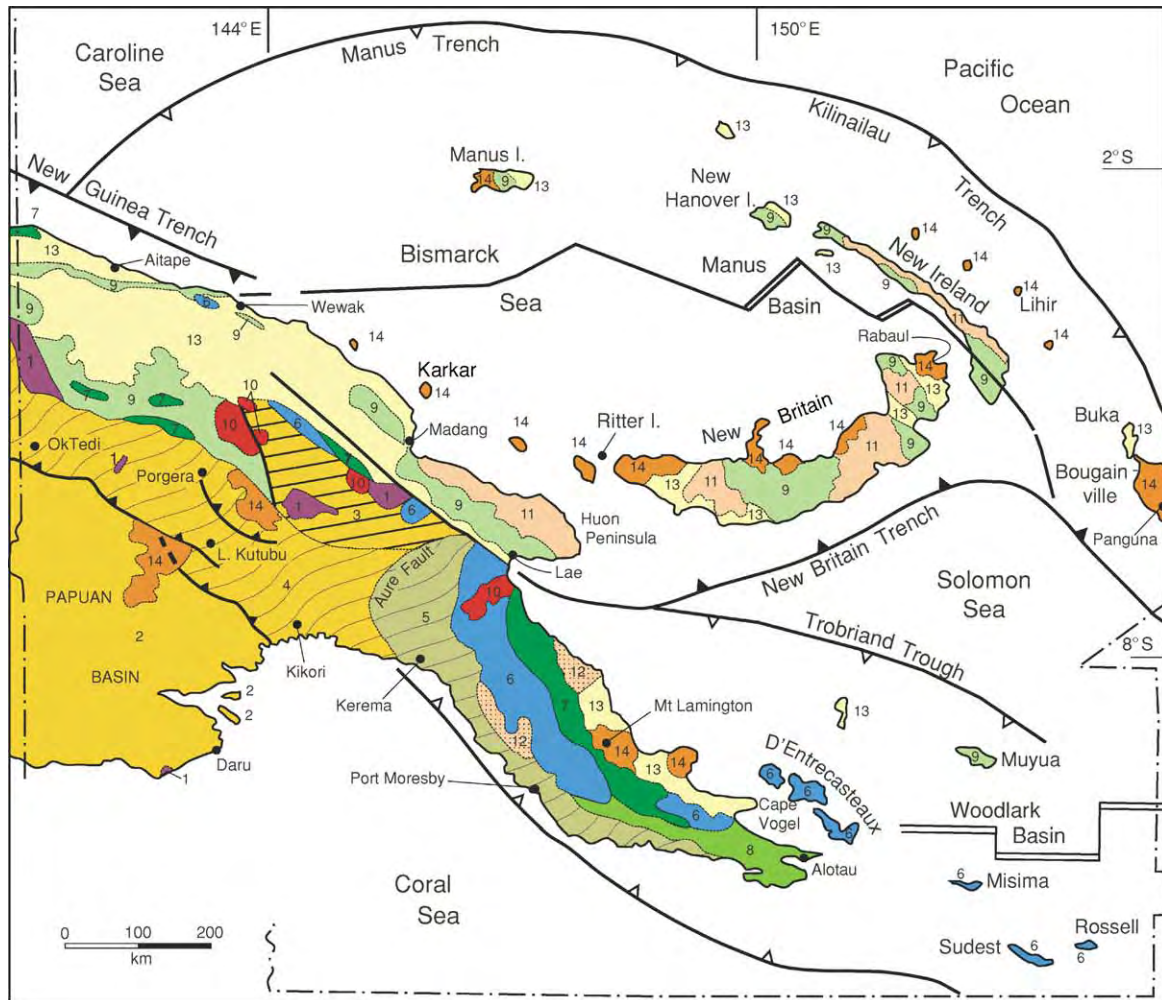 144° E
150° E
Caroline
Sea
Manus
Trench
Pacific
Ocean
Kilinailau
Trench
2° S
13
Manus I.
14
9
13
New
Hanover I.
13
9
New
Guinea Trench
7
13
Aitape
9
6
Wewak
9
9
13
Bismarck
Sea
Manus
Basin
9
13
New Ireland
9
11
9
14
14
14
Lihir
14
Rabaul
14
Karkar
14
14
14
Ritter I.
New
Britain
14
13
11
14
14
9
13
14
11
9
11
13
9
14
13
9
Buka
13
Bougain
ville
14
Panguna
1
9
7
7
10
10
6
7
10
1
6
3
1
OkTedi
1
Porgera
14
L. Kutubu
14
4
PAPUAN
2
BASIN
2
2
Kikori
Daru
1
9
Madang
9
11
Huon
Peninsula
Lae
Aure Fault
5
10
6
7
12
13
12
Kerema
Port Moresby
Mt Lamington
14
14
13
6
8
Cape
Vogel
Alotau
New Britain Trench
Solomon
Sea
Trobriand Trough
8° S
13
9
Muyua
D'Entrecasteaux
6
6
6
Woodlark
Basin
6
Misima
Sudest
6
Rossell
6
Coral
Sea
0
100
200
km